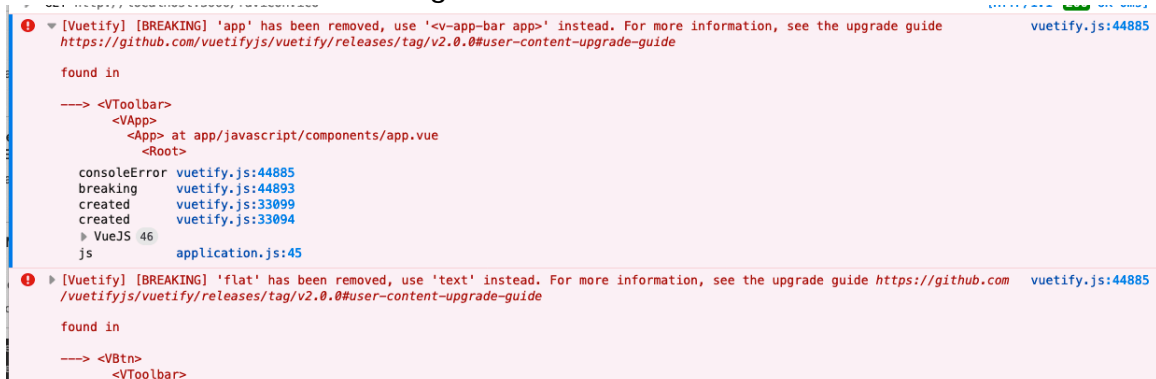 [Vuetify] [BREAKING] 'app' has been removed, use '<v-app-bar app>' instead. For more information, see the upgrade guide vuetify.js:44885
https://github.com/vuetifyjs/vuetify/releases/tag/v2.0.0#user-content-upgrade-guide
found in
---> <VToolbar>
<VApp>
<App> at app/javascript/components/app.vue
<Root>
consoleError vuetify.js:44885
breaking vuetify.js:44893
created vuetify.js:33099
created vuetify.js:33094
VueJS 46
js application.js:45
[Vuetify] [BREAKING] 'flat' has been removed, use 'text' instead. For more information, see the upgrade guide https://github.com vuetify.js:44885
/vuetifyjs/vuetify/releases/tag/v2.0.0#user-content-upgrade-guide
found in
---> <VBtn>
<VToolbar>